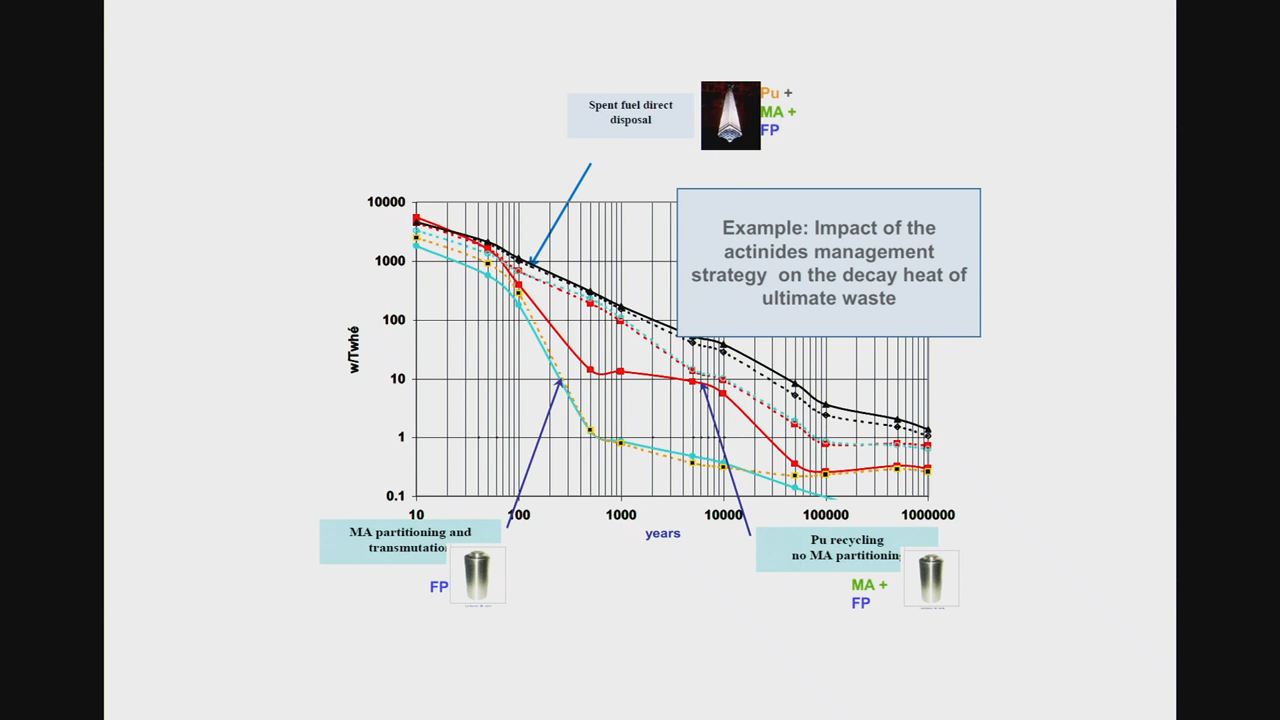 Spent fuel direct
disposal
Pu +
MA +
FP
Example: Impact of the
actinides management
strategy on the decay heat of
ultimate waste
10000
1000
100
10
1
0.1
w/Twhé
10
100
1000
10000
100000
1000000
years
MA partitioning and
transmutation
FP
Pu recycling
no MA partitioning
MA +
FP